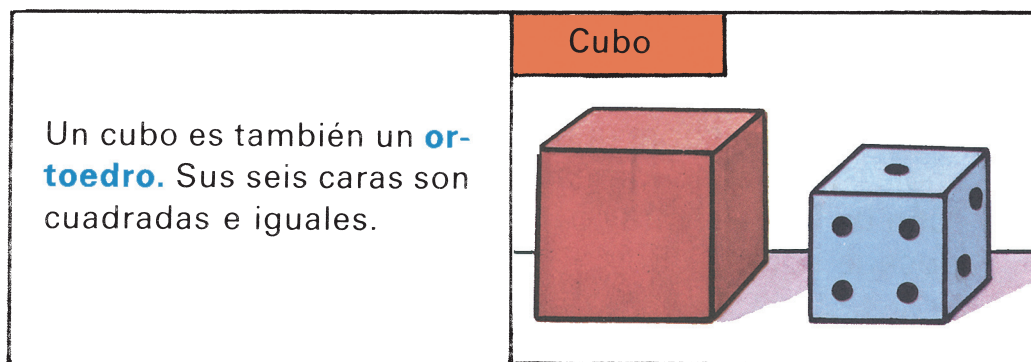 Un cubo es también un or-
toedro. Sus seis caras son
cuadradas e iguales.
Cubo